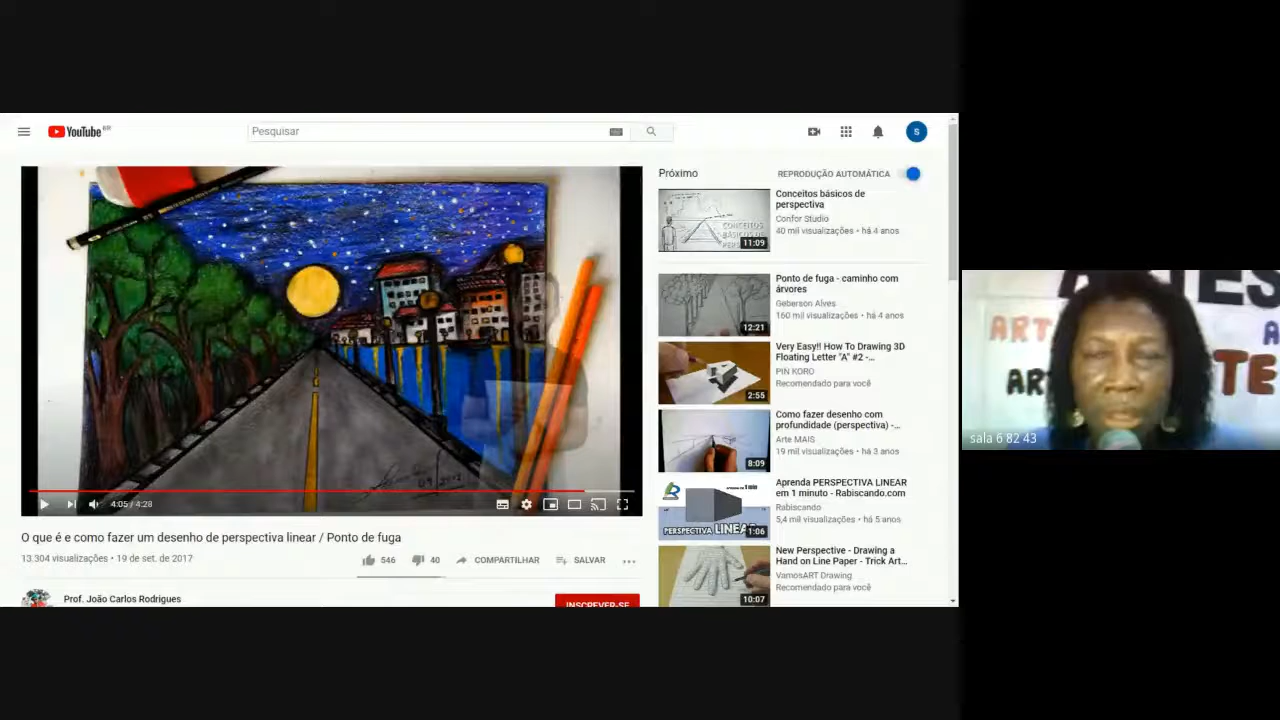 YouTube BR
Pesquisar
S
Próximo
REPRODUÇÃO AUTOMÁTICA
Conceitos básicos de
perspectiva
Confor Studio
40 mil visualizações • há 4 anos
CONCEITOS
BÁSICOS DE
11:09
Ponto de fuga - caminho com
árvores
Geberson Alves
160 mil visualizações • há 4 anos
12:21
Very Easy!! How To Drawing 3D
Floating Letter "A" #2 -...
PIN KORO
Recomendado para você
2:55
Como fazer desenho com
profundidade (perspectiva) -...
Arte MAIS
19 mil visualizações • há 3 anos
8:09
Aprenda PERSPECTIVA LINEAR
em 1 minuto - Rabiscando.com
Rabiscando
5,4 mil visualizações • há 5 anos
PERSPECTIVA LINEAR
1:06
New Perspective - Drawing a
Hand on Line Paper - Trick Art...
VamosART Drawing
Recomendado para você
10:07
4:05 / 4:28
O que é e como fazer um desenho de perspectiva linear / Ponto de fuga
13.304 visualizações • 19 de set. de 2017
546
40
COMPARTILHAR
SALVAR
Prof. João Carlos Rodrigues
INSCREVER-SE
ART
A
ART
TE
sala 6 82 43